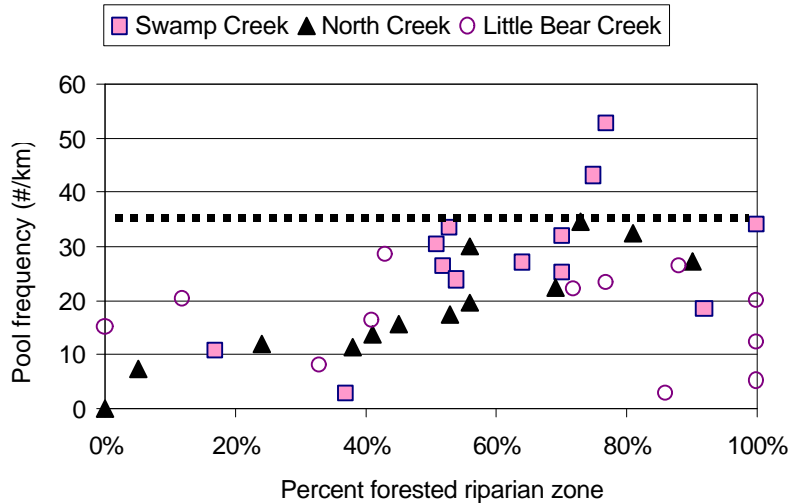 Swamp Creek North Creek Little Bear Creek
60
50
40
30
20
10
0
Pool frequency (#/km)
0% 20% 40% 60% 80% 100%
Percent forested riparian zone